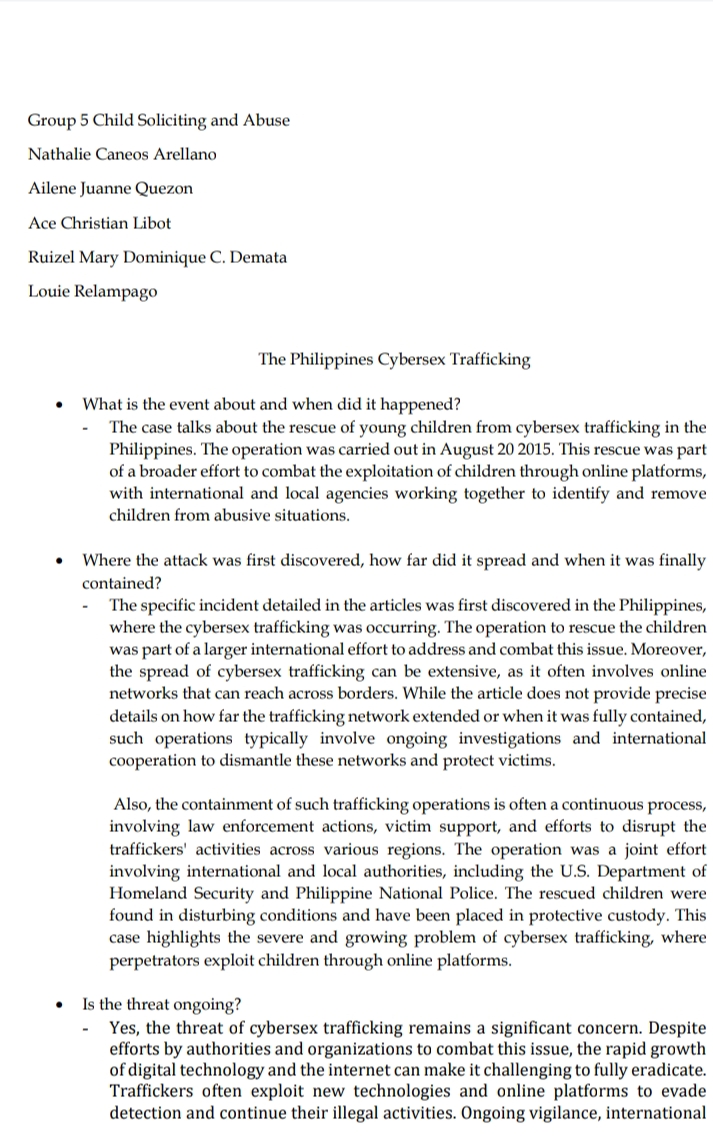 Group 5 Child Soliciting and Abuse
Nathalie Caneos Arellano
Ailene Juanne Quezon
Ace Christian Libot
Ruizel Mary Dominique C. Demata
Louie Relampago
The Philippines Cybersex Trafficking
• What is the event about and when did it happened?
- The case talks about the rescue of young children from cybersex trafficking in the
Philippines. The operation was carried out in August 20 2015. This rescue was part
of a broader effort to combat the exploitation of children through online platforms,
with international and local agencies working together to identify and remove
children from abusive situations.
• Where the attack was first discovered, how far did it spread and when it was finally
contained?
- The specific incident detailed in the articles was first discovered in the Philippines,
where the cybersex trafficking was occurring. The operation to rescue the children
was part of a larger international effort to address and combat this issue. Moreover,
the spread of cybersex trafficking can be extensive, as it often involves online
networks that can reach across borders. While the article does not provide precise
details on how far the trafficking network extended or when it was fully contained,
such operations typically involve ongoing investigations and international
cooperation to dismantle these networks and protect victims.
Also, the containment of such trafficking operations is often a continuous process,
involving law enforcement actions, victim support, and efforts to disrupt the
traffickers' activities across various regions. The operation was a joint effort
involving international and local authorities, including the U.S. Department of
Homeland Security and Philippine National Police. The rescued children were
found in disturbing conditions and have been placed in protective custody. This
case highlights the severe and growing problem of cybersex trafficking, where
perpetrators exploit children through online platforms.
• Is the threat ongoing?
- Yes, the threat of cybersex trafficking remains a significant concern. Despite
efforts by authorities and organizations to combat this issue, the rapid growth
of digital technology and the internet can make it challenging to fully eradicate.
Traffickers often exploit new technologies and online platforms to evade
detection and continue their illegal activities. Ongoing vigilance, international